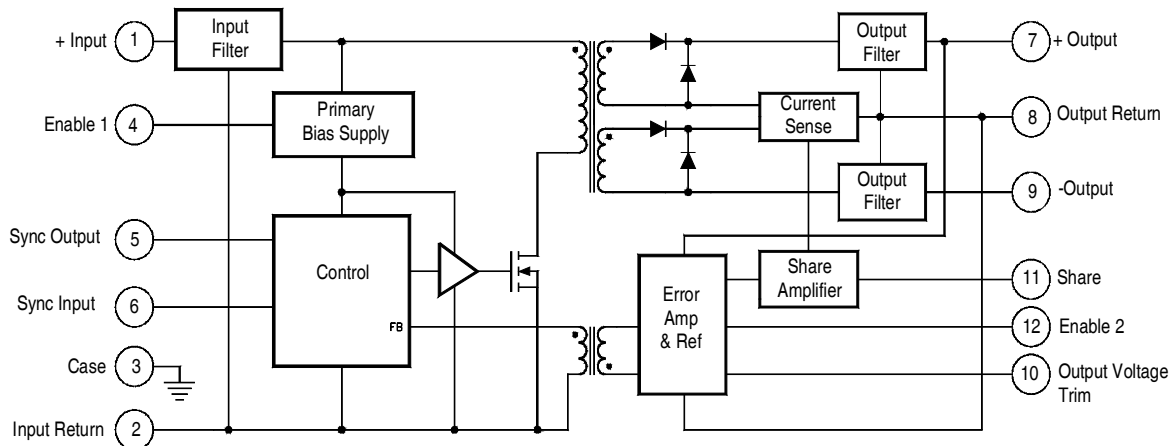 + Input
1
Input
Filter
Output
Filter
7
+ Output
Enable 1
4
Primary
Bias Supply
Current
Sense
8
Output Return
Output
Filter
9
-Output
Sync Output
5
Control
Share
Amplifier
11
Share
Sync Input
6
FB
Error
Amp
& Ref
12
Enable 2
Case
3
10
Output Voltage
Trim
Input Return
2